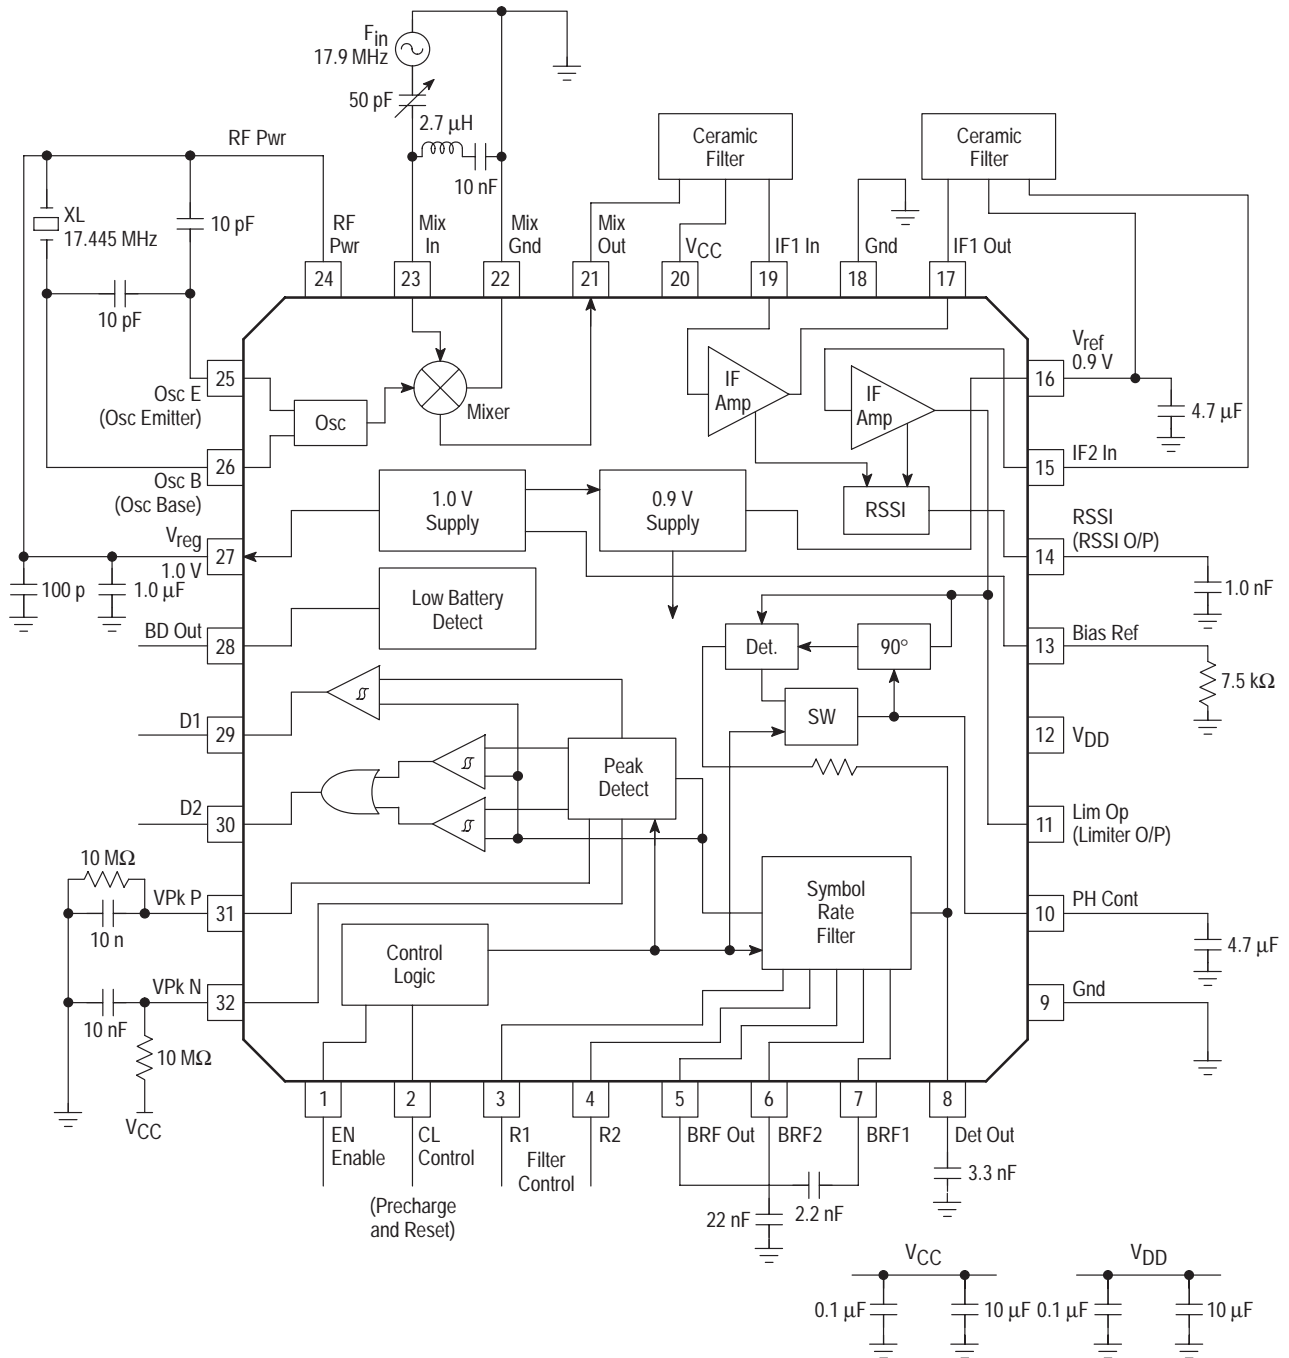 Fin
17.9 MHz
50 pF
2.7 µH
10 nF
RF Pwr
Ceramic
Filter
Ceramic
Filter
XL
17.445 MHz
10 pF
10 pF
RF
Pwr
Mix
In
Mix
Gnd
Mix
Out
VCC
IF1 In
Gnd
IF1 Out
24
23
22
21
20
19
18
17
25
Osc E
(Osc Emitter)
26
Osc B
(Osc Base)
Osc
Mixer
IF
Amp
IF
Amp
RSSI
Vref
0.9 V
16
4.7 µF
15
IF2 In
RSSI
(RSSI O/P)
14
1.0 nF
1.0 V
Supply
0.9 V
Supply
Vreg
27
1.0 V
100 p
1.0 µF
Low Battery
Detect
BD Out
28
Det.
90°
SW
13
Bias Ref
7.5 kΩ
12
VDD
D1
29
D2
30
Peak
Detect
11
Lim Op
(Limiter O/P)
10 MΩ
VPk P
31
10 n
VPk N
32
10 nF
10 MΩ
VCC
Control
Logic
Symbol
Rate
Filter
10
PH Cont
4.7 µF
9
Gnd
1
2
3
4
5
6
7
8
EN
Enable
CL
Control
(Precharge
and Reset)
R1
Filter
Control
R2
BRF Out
BRF2
BRF1
Det Out
3.3 nF
22 nF
2.2 nF
VCC
0.1 µF
10 µF
VDD
0.1 µF
10 µF